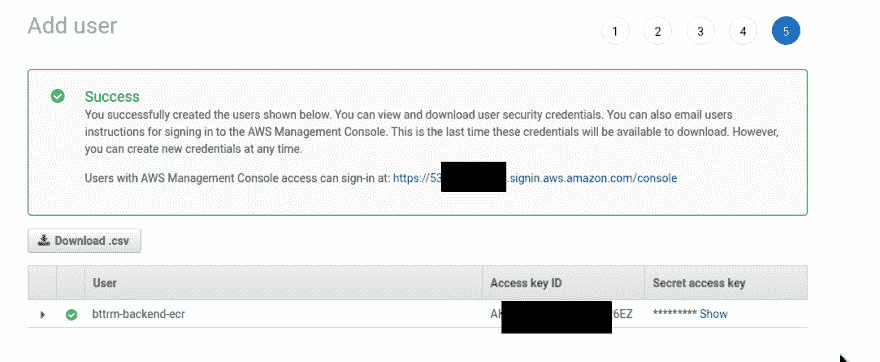 Add user
1 2 3 4 5
Success
You successfully created the users shown below. You can view and download user security credentials. You can also email users
instructions for signing in to the AWS Management Console. This is the last time these credentials will be available to download. However,
you can create new credentials at any time.
Users with AWS Management Console access can sign-in at: https://53 .signin.aws.amazon.com/console
Download .csv
User Access key ID Secret access key
bttrm-backend-ecr AK 6EZ ********* Show